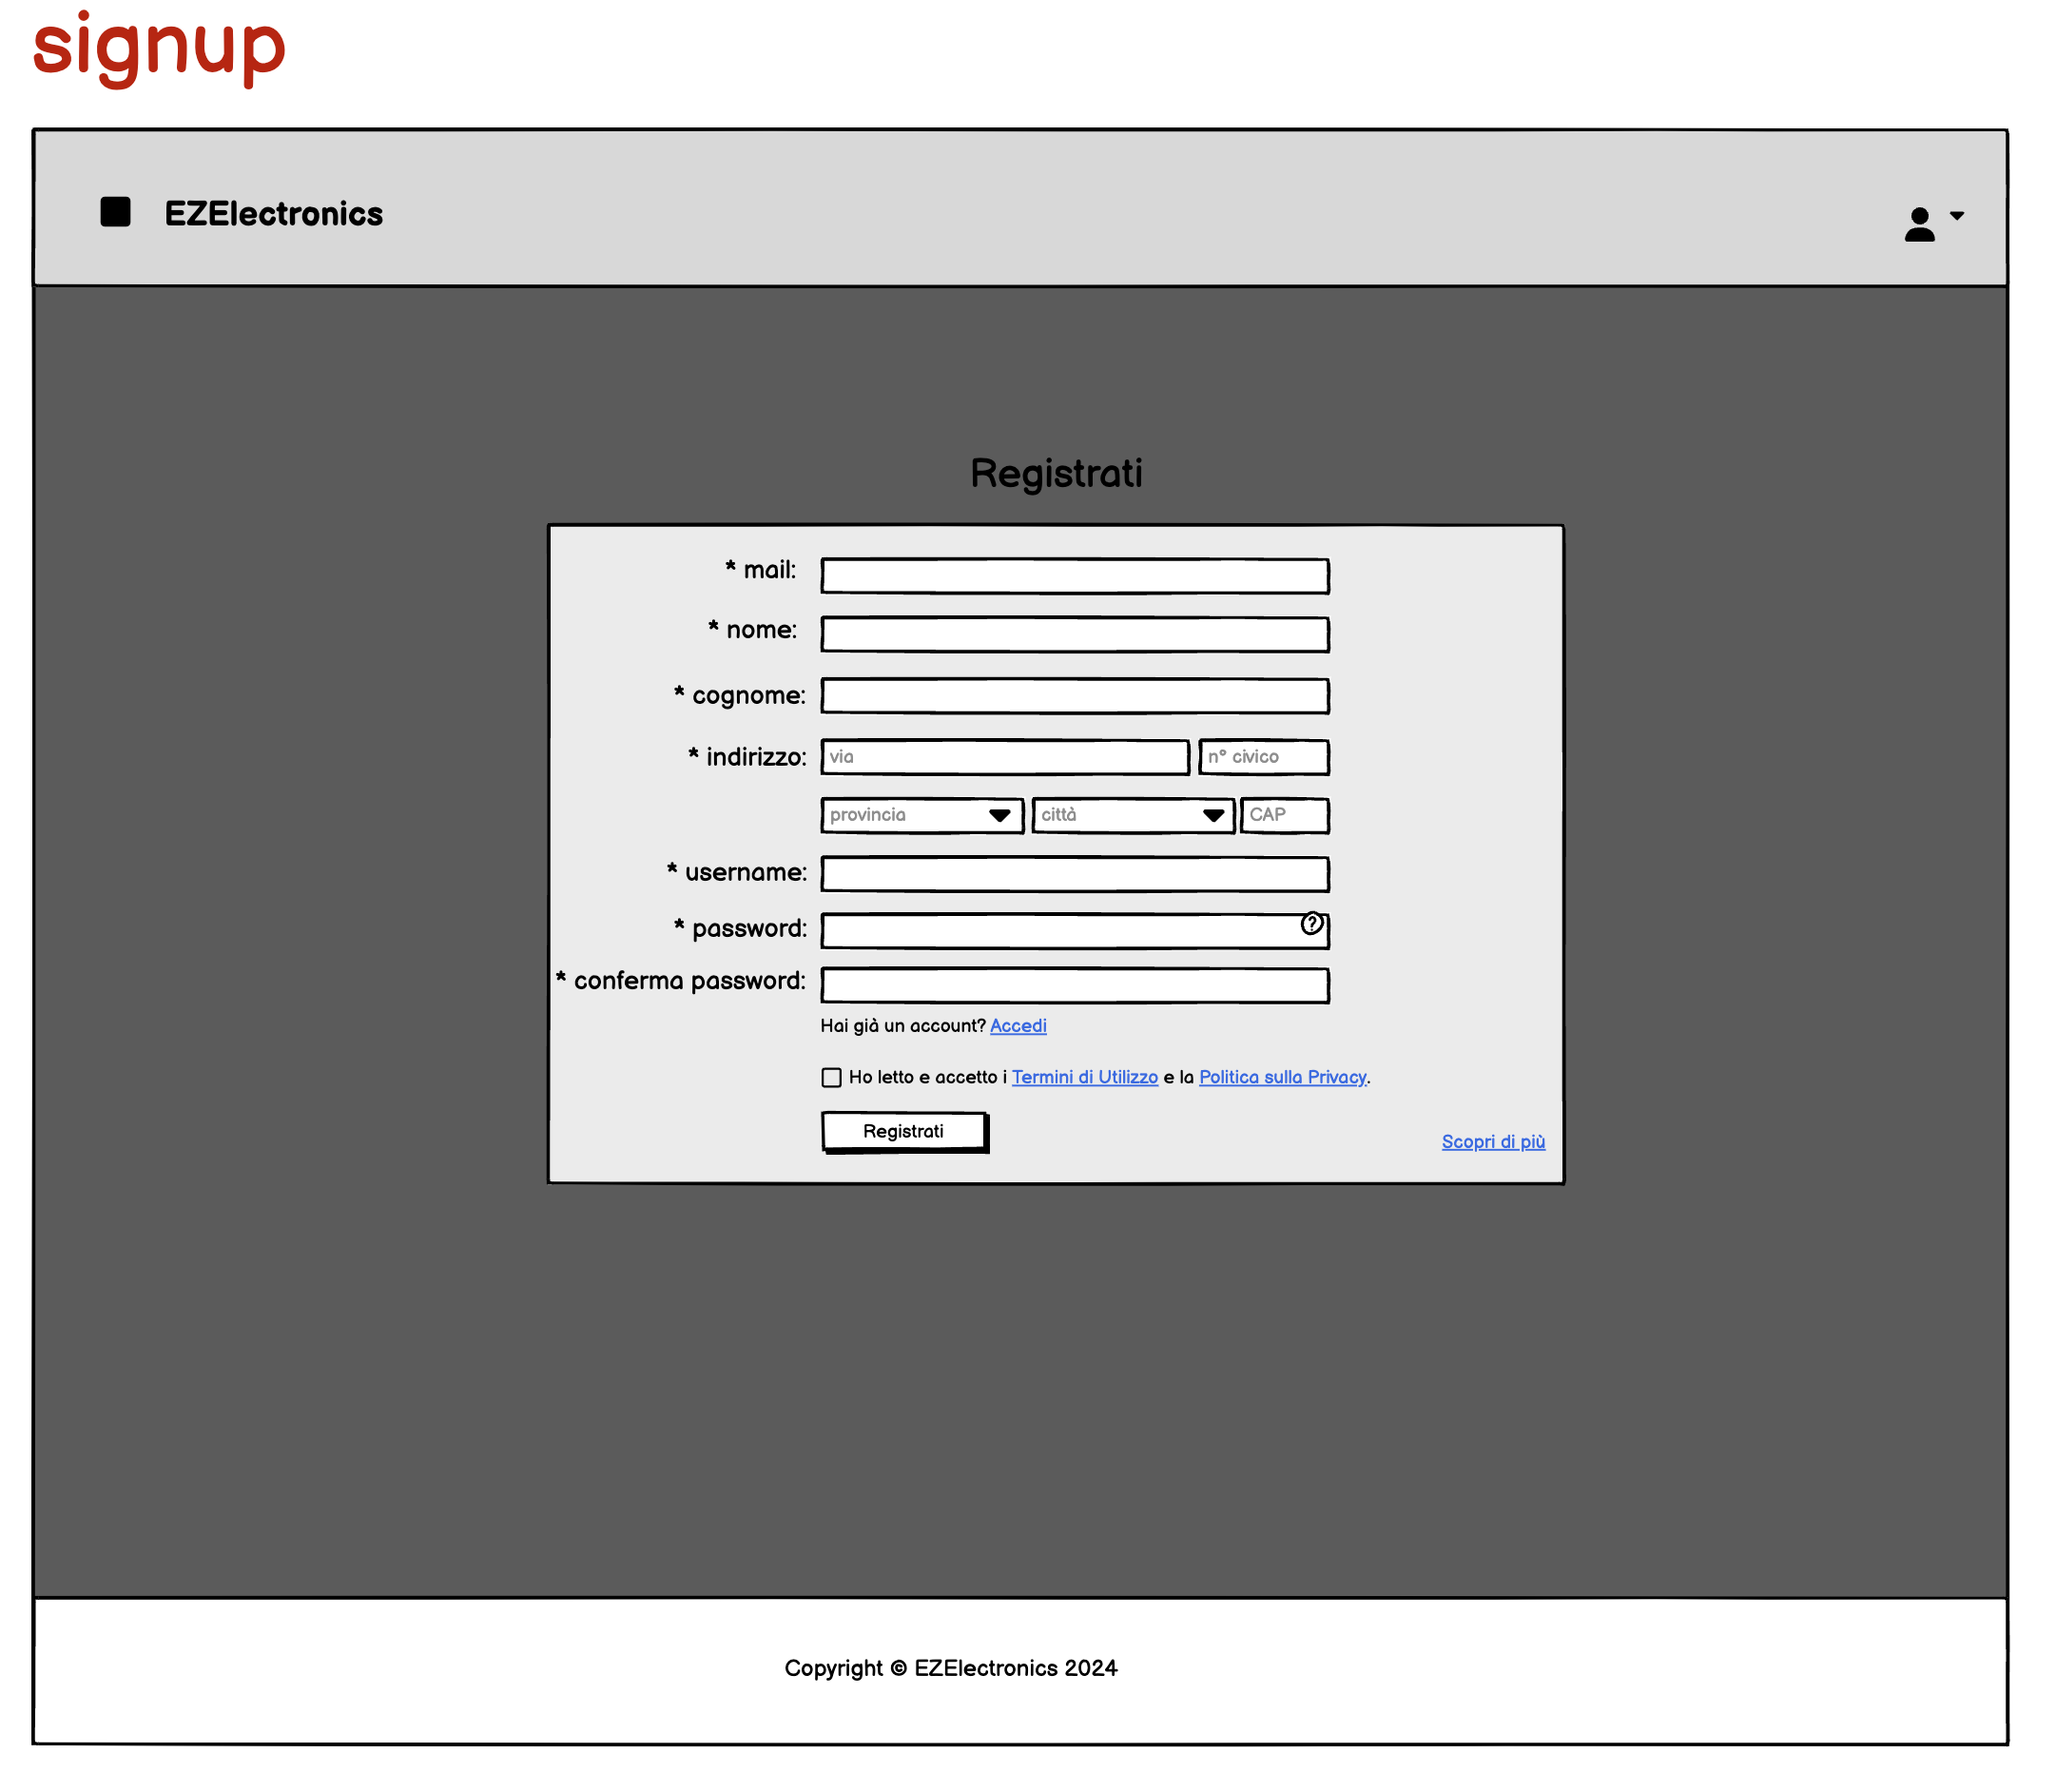 signup
EZElectronics
Registrati
* mail:
* nome:
* cognome:
* indirizzo: via n° civico
provincia città CAP
* username:
* password: ?
* conferma password:
Hai già un account? Accedi
Ho letto e accetto i Termini di Utilizzo e la Politica sulla Privacy.
Registrati
Scopri di più
Copyright © EZElectronics 2024